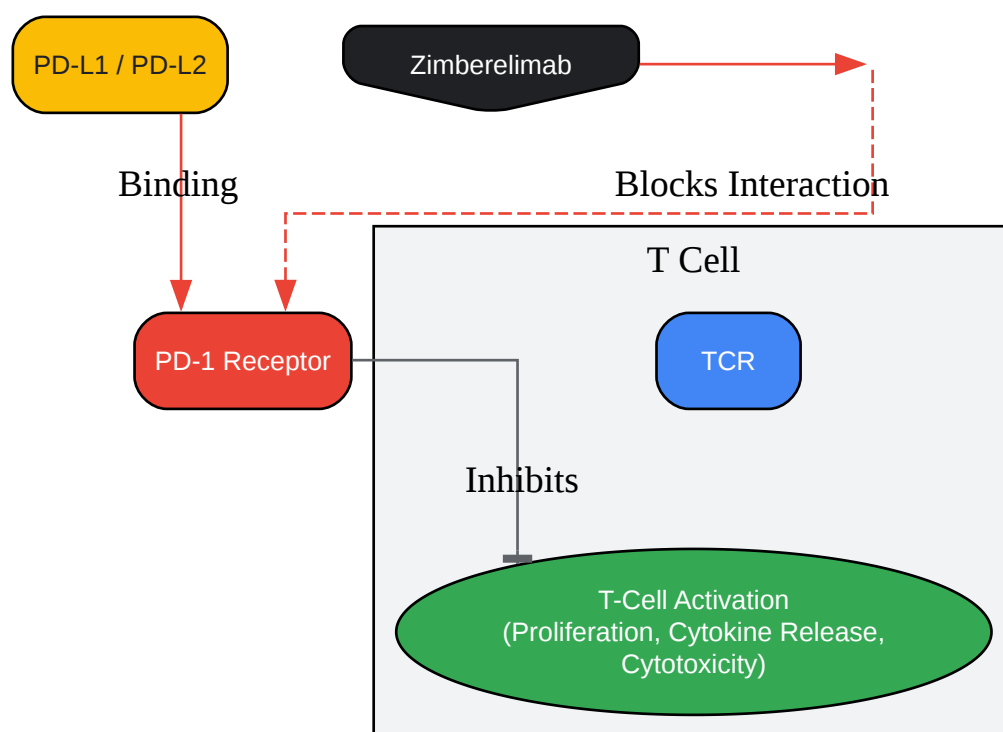 PD-L1 / PD-L2
Zimberelimab
Binding
Blocks Interaction
T Cell
PD-1 Receptor
TCR
Inhibits
T-Cell Activation
(Proliferation, Cytokine Release,
Cytotoxicity)